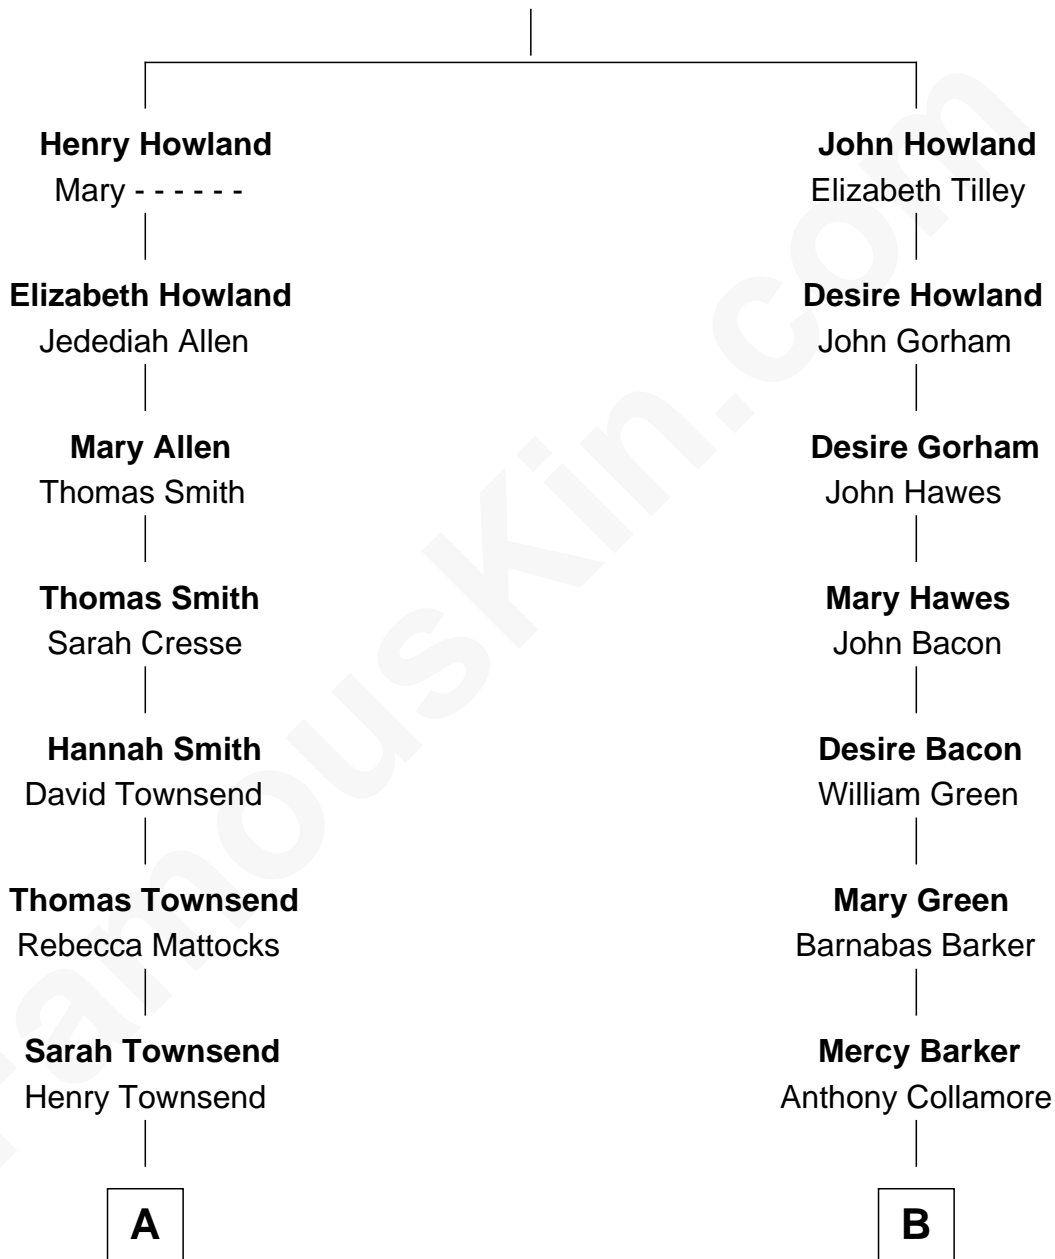 Henry Howland
Mary - - - - - -
Elizabeth Howland
Jedediah Allen
Mary Allen
Thomas Smith
Thomas Smith
Sarah Cresse
Hannah Smith
David Townsend
Thomas Townsend
Rebecca Mattocks
Sarah Townsend
Henry Townsend
A
John Howland
Elizabeth Tilley
Desire Howland
John Gorham
Desire Gorham
John Hawes
Mary Hawes
John Bacon
Desire Bacon
William Green
Mary Green
Barnabas Barker
Mercy Barker
Anthony Collamore
B
FamousKin.com